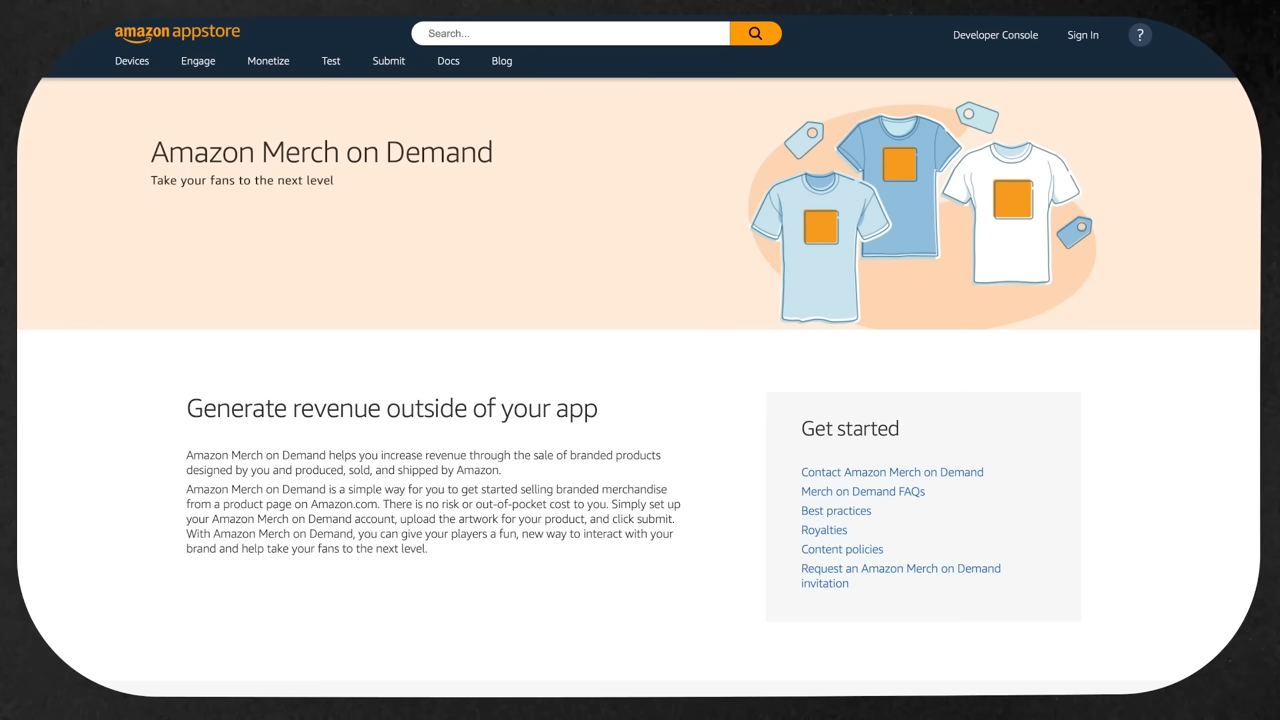 amazon appstore
Search...
Developer Console
Sign In
?
Devices
Engage
Monetize
Test
Submit
Docs
Blog
Amazon Merch on Demand
Take your fans to the next level
Generate revenue outside of your app
Amazon Merch on Demand helps you increase revenue through the sale of branded products
designed by you and produced, sold, and shipped by Amazon.
Amazon Merch on Demand is a simple way for you to get started selling branded merchandise
from a product page on Amazon.com. There is no risk or out-of-pocket cost to you. Simply set up
your Amazon Merch on Demand account, upload the artwork for your product, and click submit.
With Amazon Merch on Demand, you can give your players a fun, new way to interact with your
brand and help take your fans to the next level.
Get started
Contact Amazon Merch on Demand
Merch on Demand FAQs
Best practices
Royalties
Content policies
Request an Amazon Merch on Demand
invitation